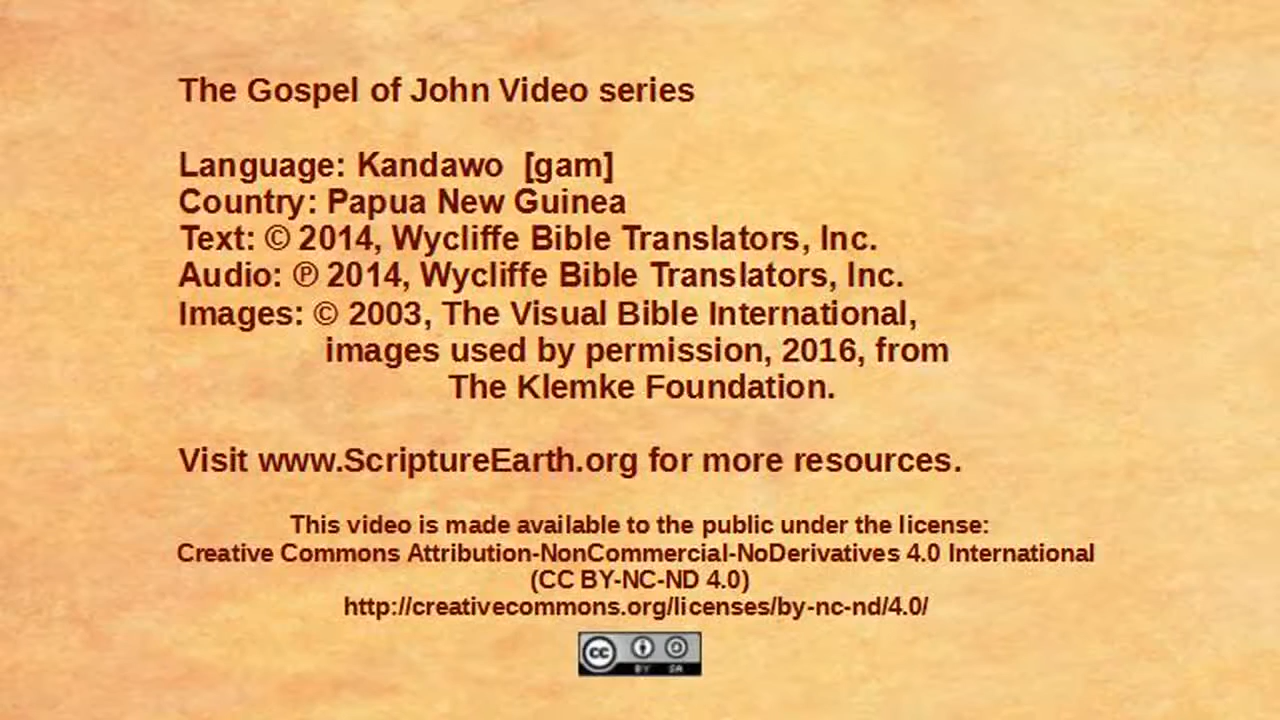 The Gospel of John Video series
Language: Kandawo [gam]
Country: Papua New Guinea
Text: © 2014, Wycliffe Bible Translators, Inc.
Audio: ℗ 2014, Wycliffe Bible Translators, Inc.
Images: © 2003, The Visual Bible International,
images used by permission, 2016, from
The Klemke Foundation.
Visit www.ScriptureEarth.org for more resources.
This video is made available to the public under the license:
Creative Commons Attribution-NonCommercial-NoDerivatives 4.0 International
(CC BY-NC-ND 4.0)
http://creativecommons.org/licenses/by-nc-nd/4.0/
cc BY SA